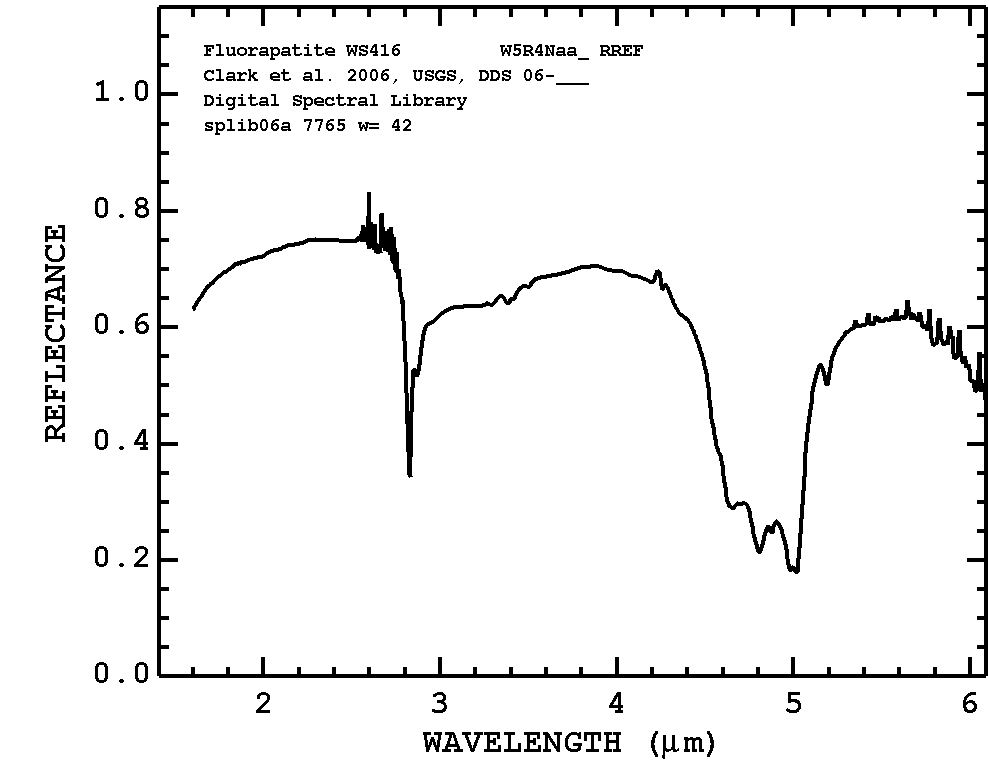 Fluorapatite WS416 W5R4Naa_ RREF
Clark et al. 2006, USGS, DDS 06-___
Digital Spectral Library
splib06a 7765 w= 42
1.0
0.8
0.6
0.4
0.2
0.0
REFLECTANCE
2 3 4 5 6
WAVELENGTH (μm)